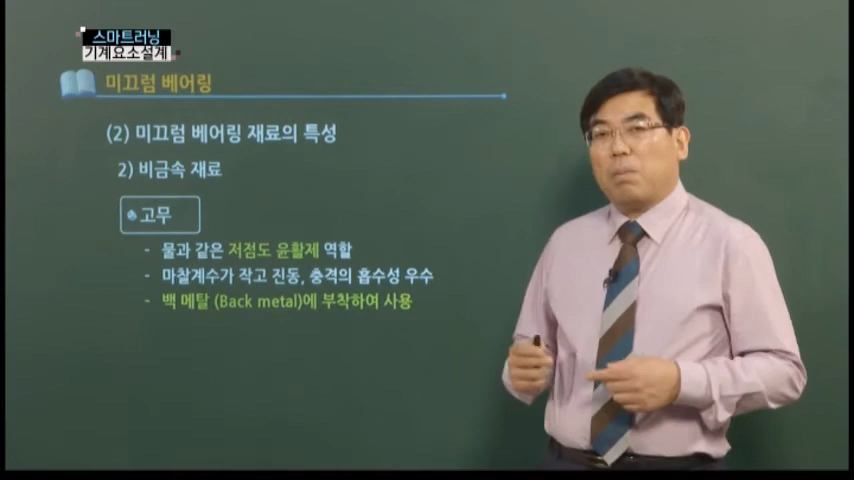 스마트러닝
기계요소설계
미끄럼 베어링
(2) 미끄럼 베어링 재료의 특성
2) 비금속 재료
고무
- 물과 같은 저점도 윤활제 역할
- 마찰계수가 작고 진동, 충격의 흡수성 우수
- 백 메탈 (Back metal)에 부착하여 사용